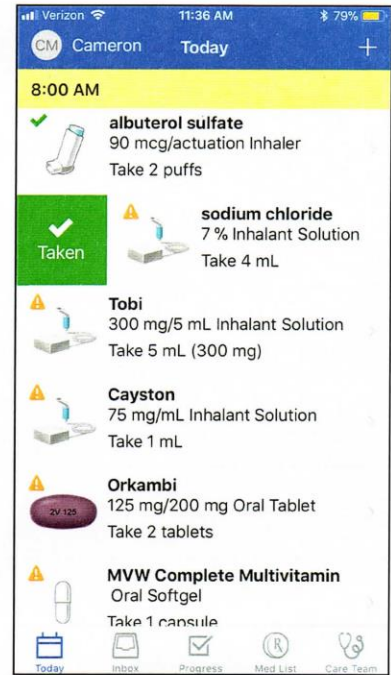 Verizon 11:36 AM 79%
CM Cameron Today +
8:00 AM
albuterol sulfate
90 mcg/actuation Inhaler
Take 2 puffs
Taken
sodium chloride
7 % Inhalant Solution
Take 4 mL
Tobi
300 mg/5 mL Inhalant Solution
Take 5 mL (300 mg)
Cayston
75 mg/mL Inhalant Solution
Take 1 mL
Orkambi
125 mg/200 mg Oral Tablet
Take 2 tablets
2V 125
MVW Complete Multivitamin
Oral Softgel
Take 1 capsule
Today Inbox Progress Med List Care Team